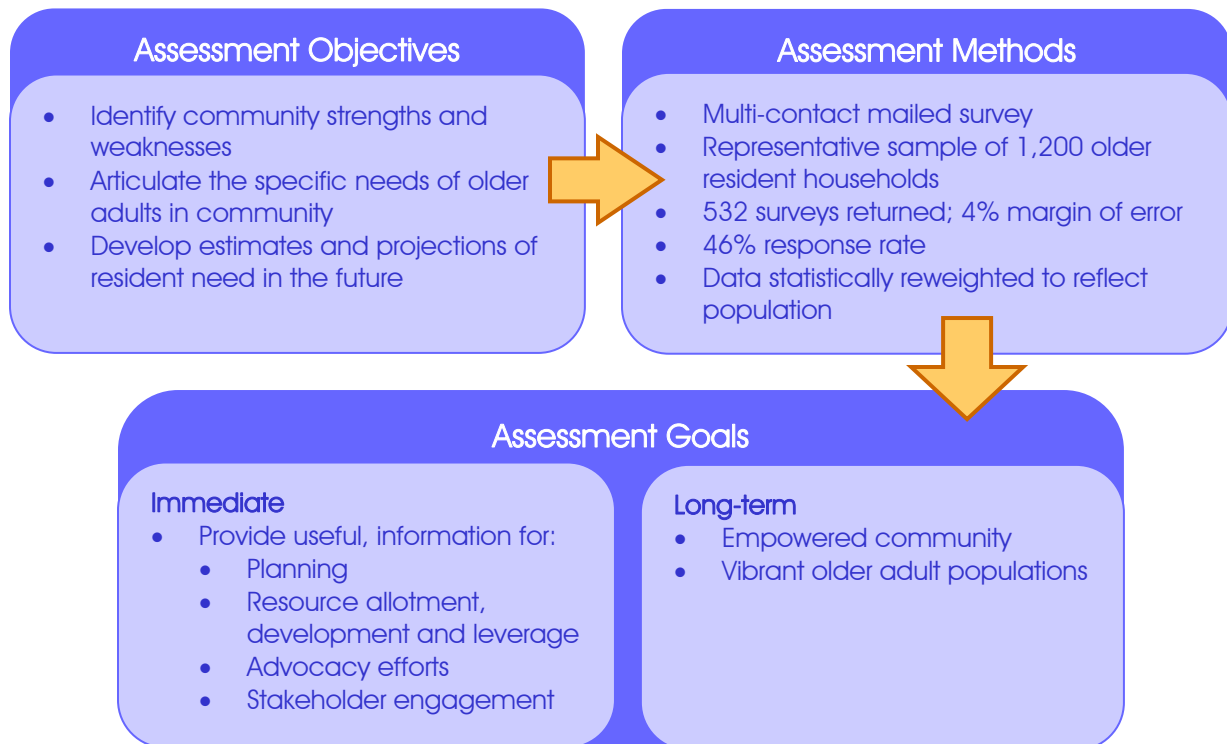 Assessment Objectives
• Identify community strengths and
weaknesses
• Articulate the specific needs of older
adults in community
• Develop estimates and projections of
resident need in the future
Assessment Methods
• Multi-contact mailed survey
• Representative sample of 1,200 older
resident households
• 532 surveys returned; 4% margin of error
• 46% response rate
• Data statistically reweighted to reflect
population
Assessment Goals
Immediate
• Provide useful, information for:
• Planning
• Resource allotment,
development and leverage
• Advocacy efforts
• Stakeholder engagement
Long-term
• Empowered community
• Vibrant older adult populations